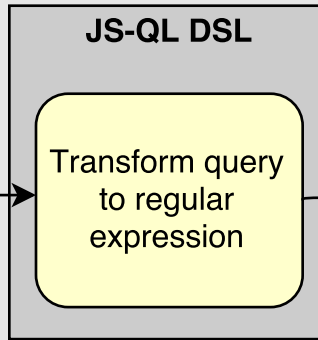 JS-QL DSL
Transform query
to regular
expression